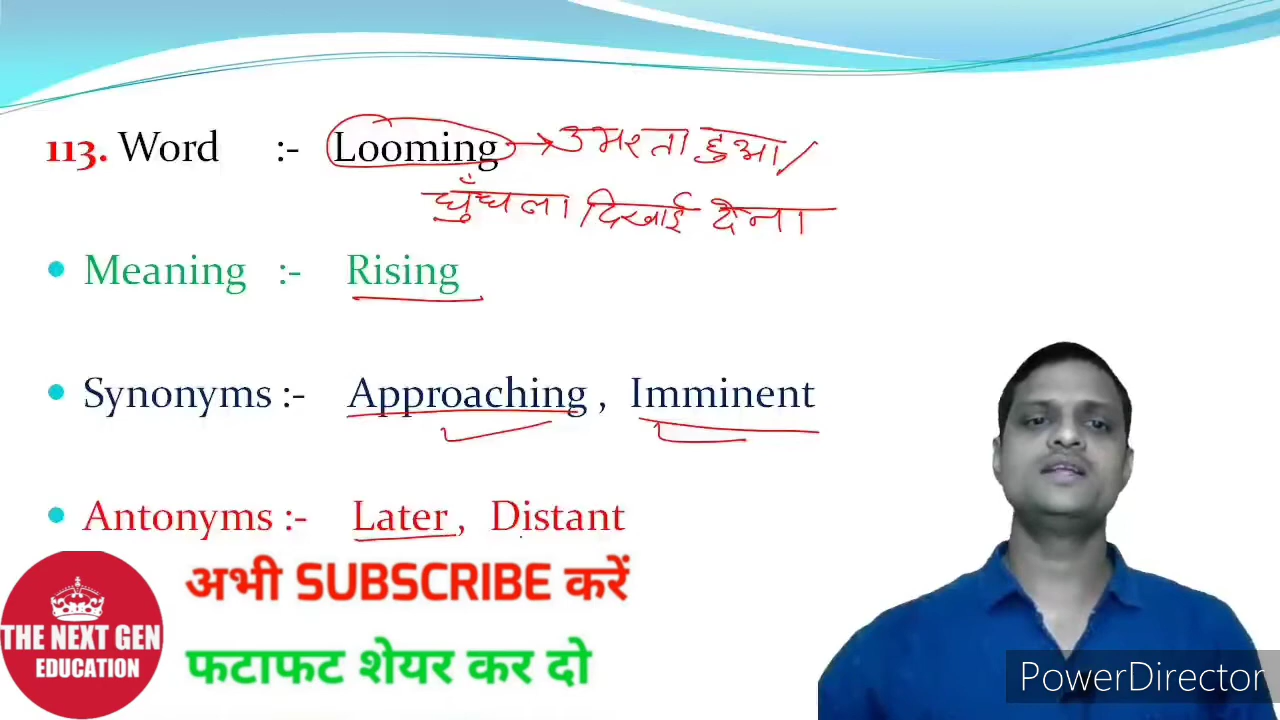 113. Word :- Looming → उभरता हुआ /
धुँधला दिखाई देना
• Meaning :- Rising
• Synonyms :- Approaching , Imminent
• Antonyms :- Later , Distant
अभी SUBSCRIBE करें
THE NEXT GEN
EDUCATION
फटाफट शेयर कर दो
PowerDirector